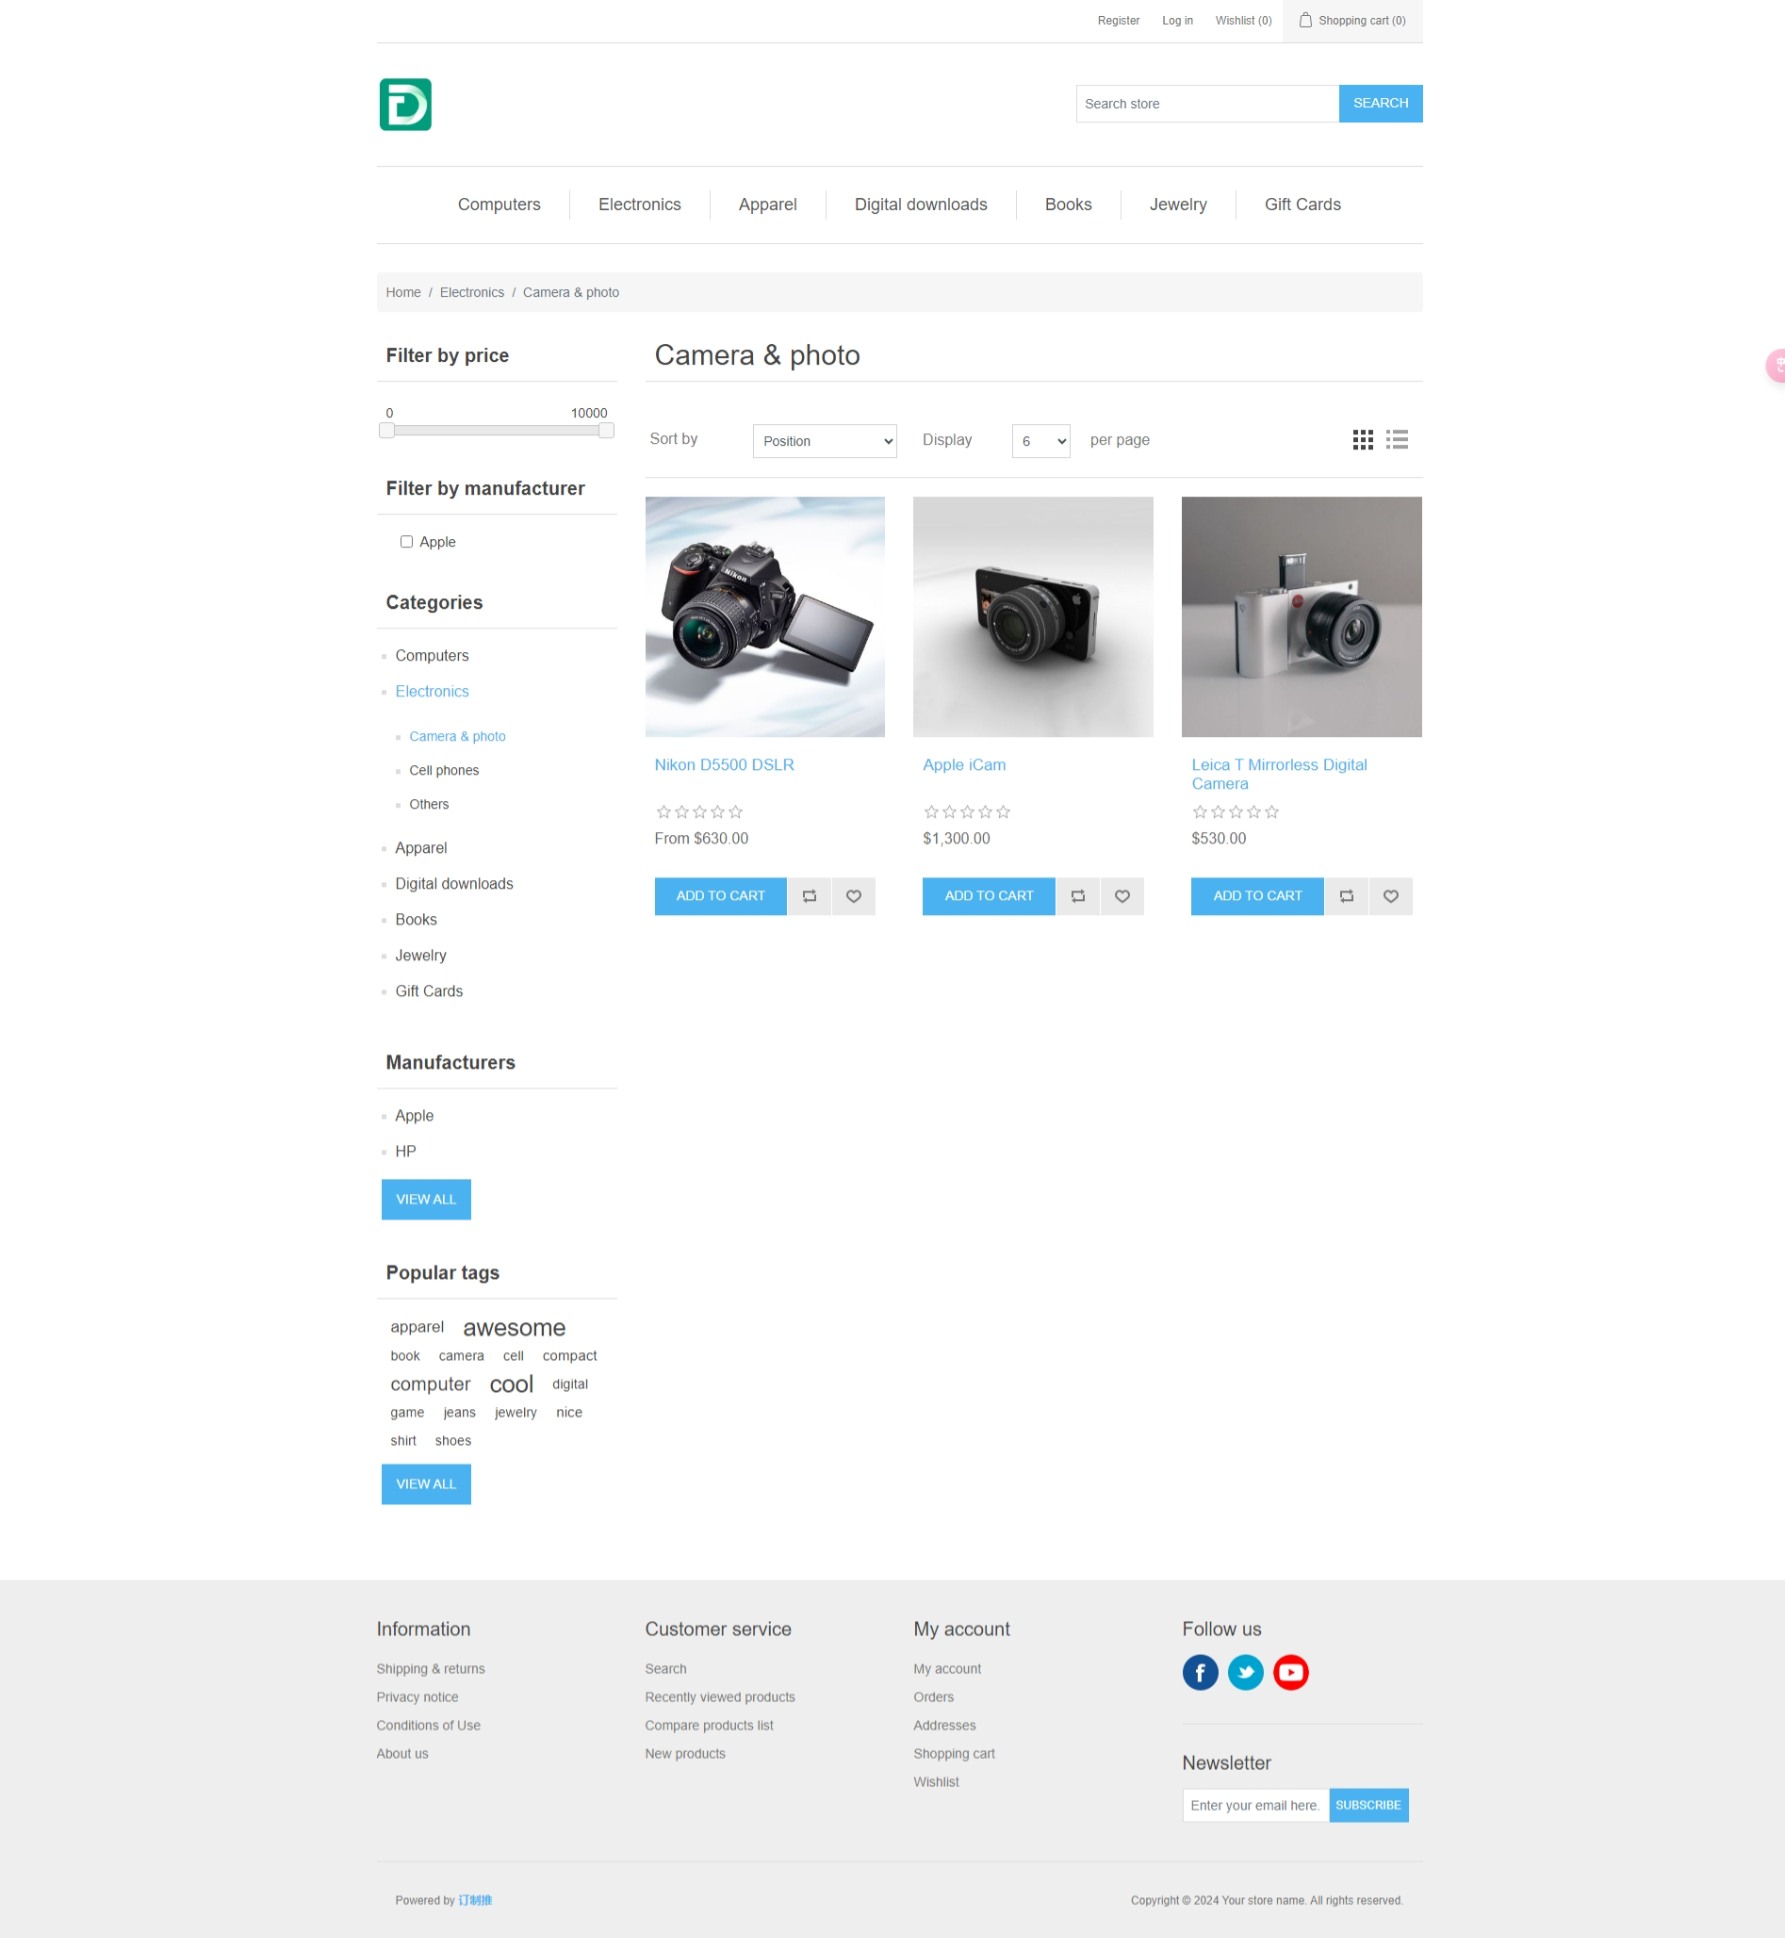 Register Log in Wishlist (0) Shopping cart (0)
Search store SEARCH
Computers Electronics Apparel Digital downloads Books Jewelry Gift Cards
Home / Electronics / Camera & photo
Filter by price
0 10000
Filter by manufacturer
Apple
Categories
Computers
Electronics
Camera & photo
Cell phones
Others
Apparel
Digital downloads
Books
Jewelry
Gift Cards
Manufacturers
Apple
HP
VIEW ALL
Popular tags
apparel awesome
book camera cell compact
computer cool digital
game jeans jewelry nice
shirt shoes
VIEW ALL
Camera & photo
Sort by Position Display 6 per page
Nikon
Nikon D5500 DSLR
From $630.00
ADD TO CART
Apple iCam
$1,300.00
ADD TO CART
Leica T Mirrorless Digital
Camera
$530.00
ADD TO CART
Information
Shipping & returns
Privacy notice
Conditions of Use
About us
Customer service
Search
Recently viewed products
Compare products list
New products
My account
My account
Orders
Addresses
Shopping cart
Wishlist
Follow us
Newsletter
Enter your email here. SUBSCRIBE
Powered by 订制推
Copyright © 2024 Your store name. All rights reserved.